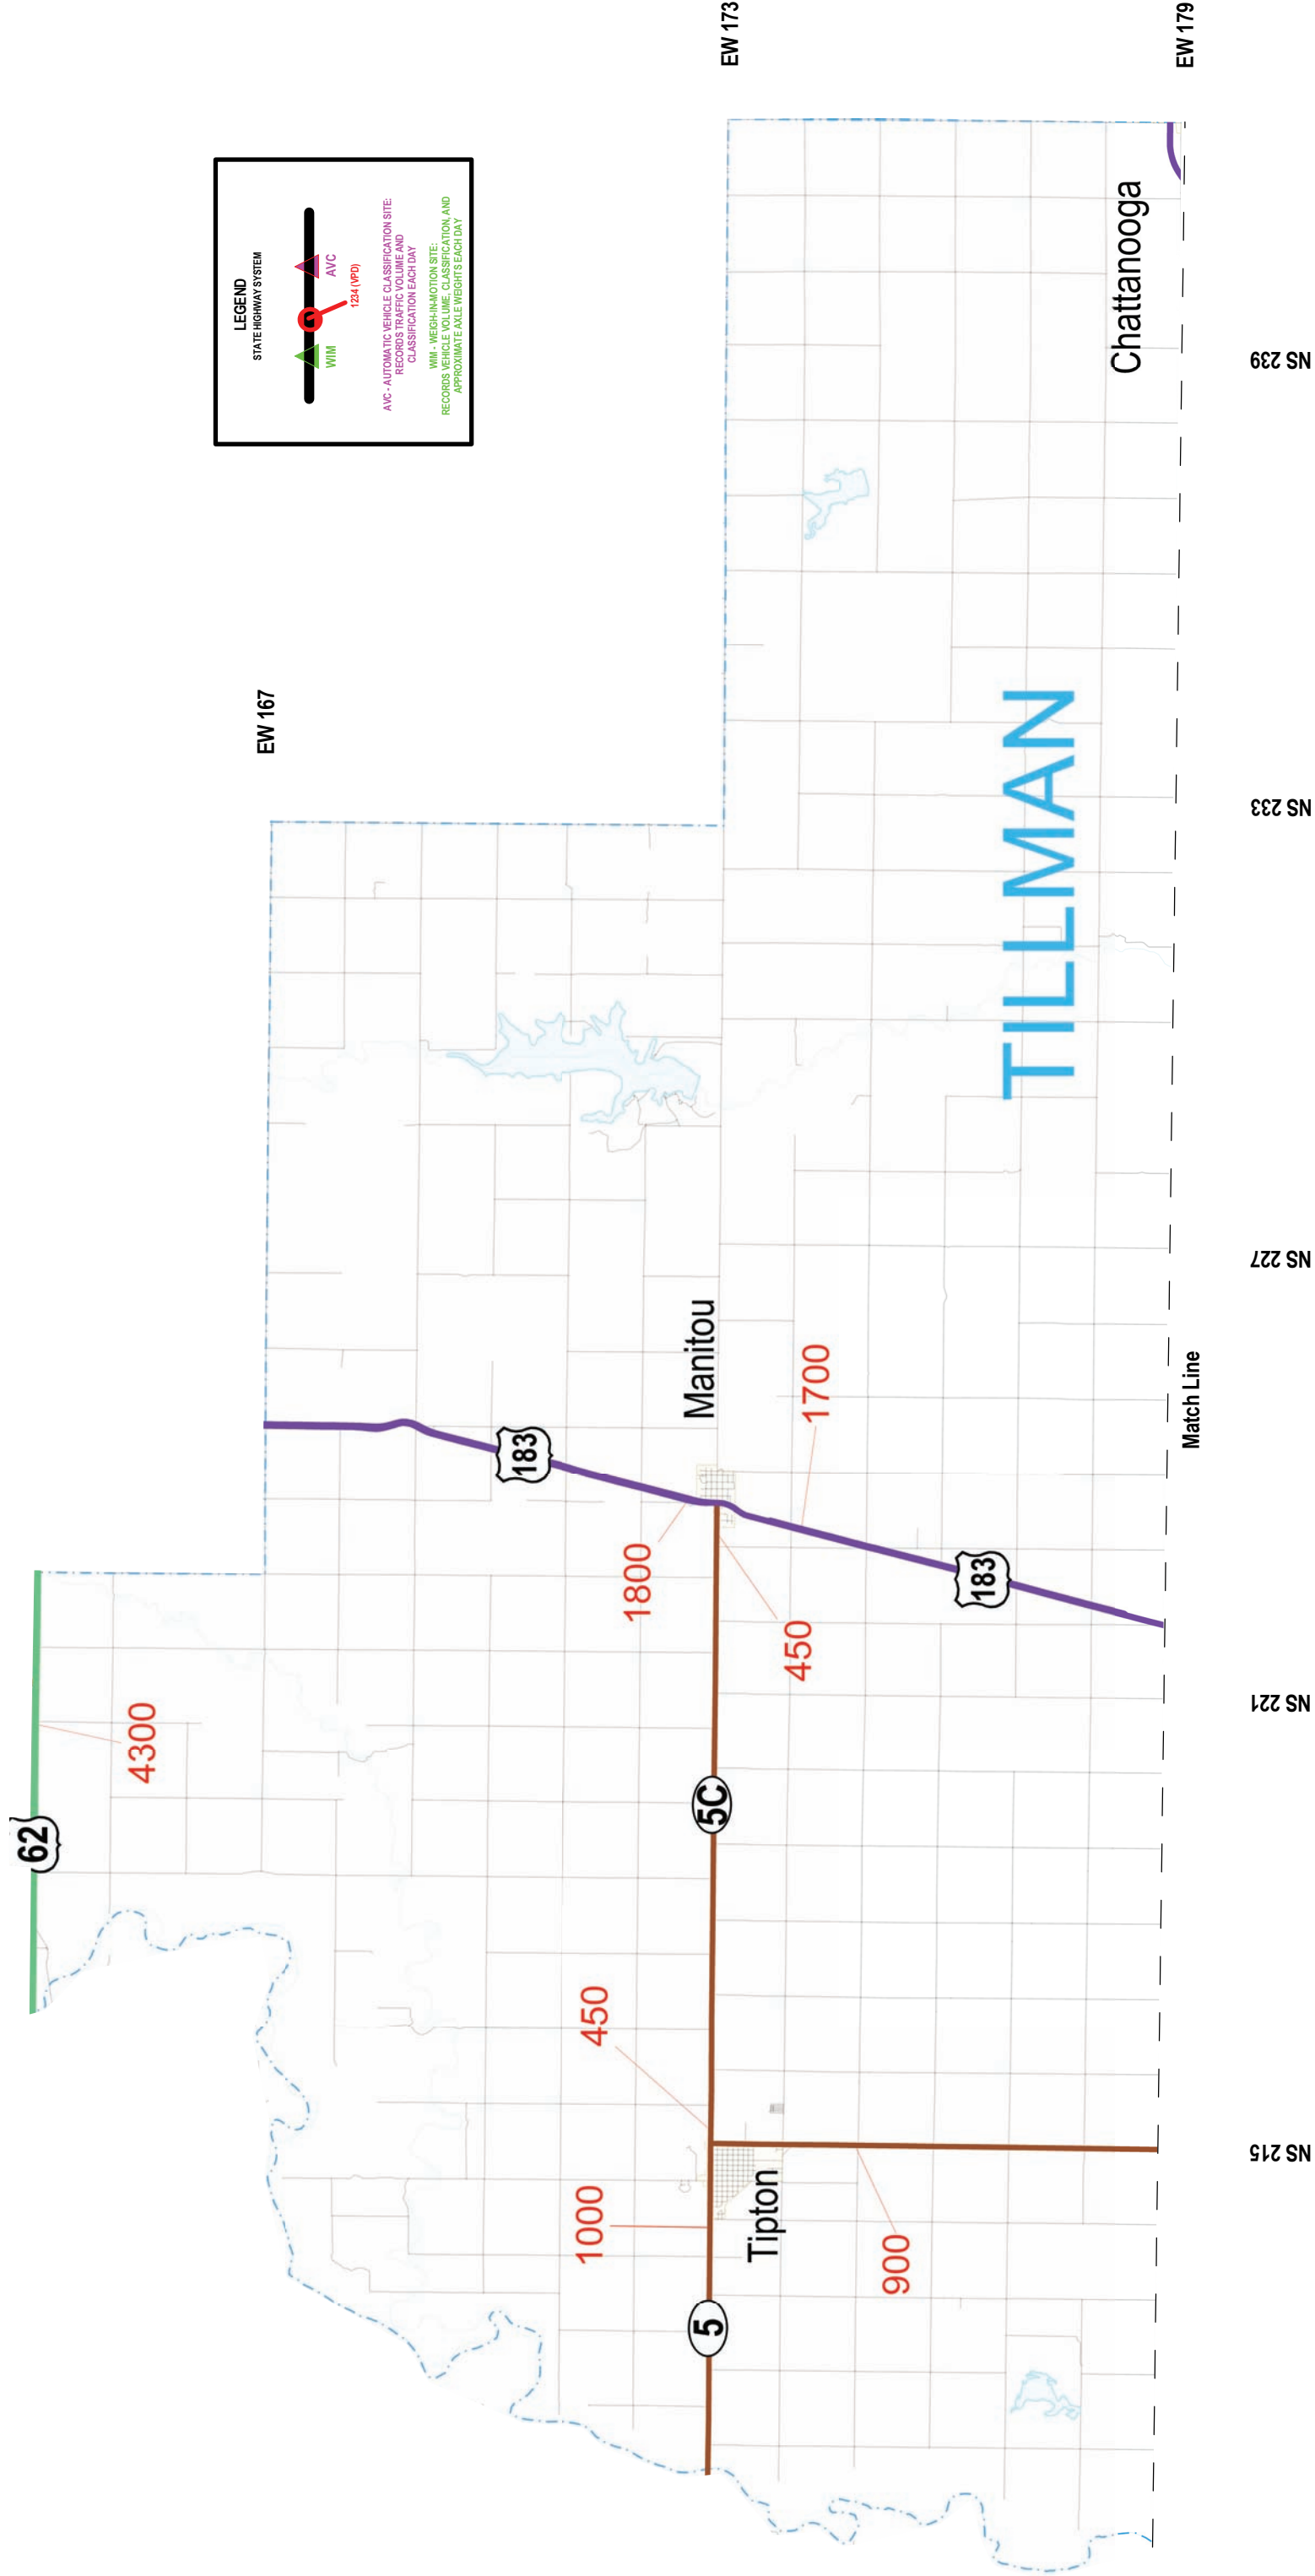 LEGEND
STATE HIGHWAY SYSTEM
WIM
AVC
1234 (VPD)
AVC - AUTOMATIC VEHICLE CLASSIFICATION SITE:
RECORDS TRAFFIC VOLUME AND
CLASSIFICATION EACH DAY
WIM - WEIGH-IN-MOTION SITE:
RECORDS VEHICLE VOLUME, CLASSIFICATION, AND
APPROXIMATE AXLE WEIGHTS EACH DAY
62
4300
EW 167
183
1800
Manitou
EW 173
450
1000
5
5C
Tipton
450
1700
900
183
TILLMAN
Chattanooga
EW 179
Match Line
NS 215
NS 221
NS 227
NS 233
NS 239